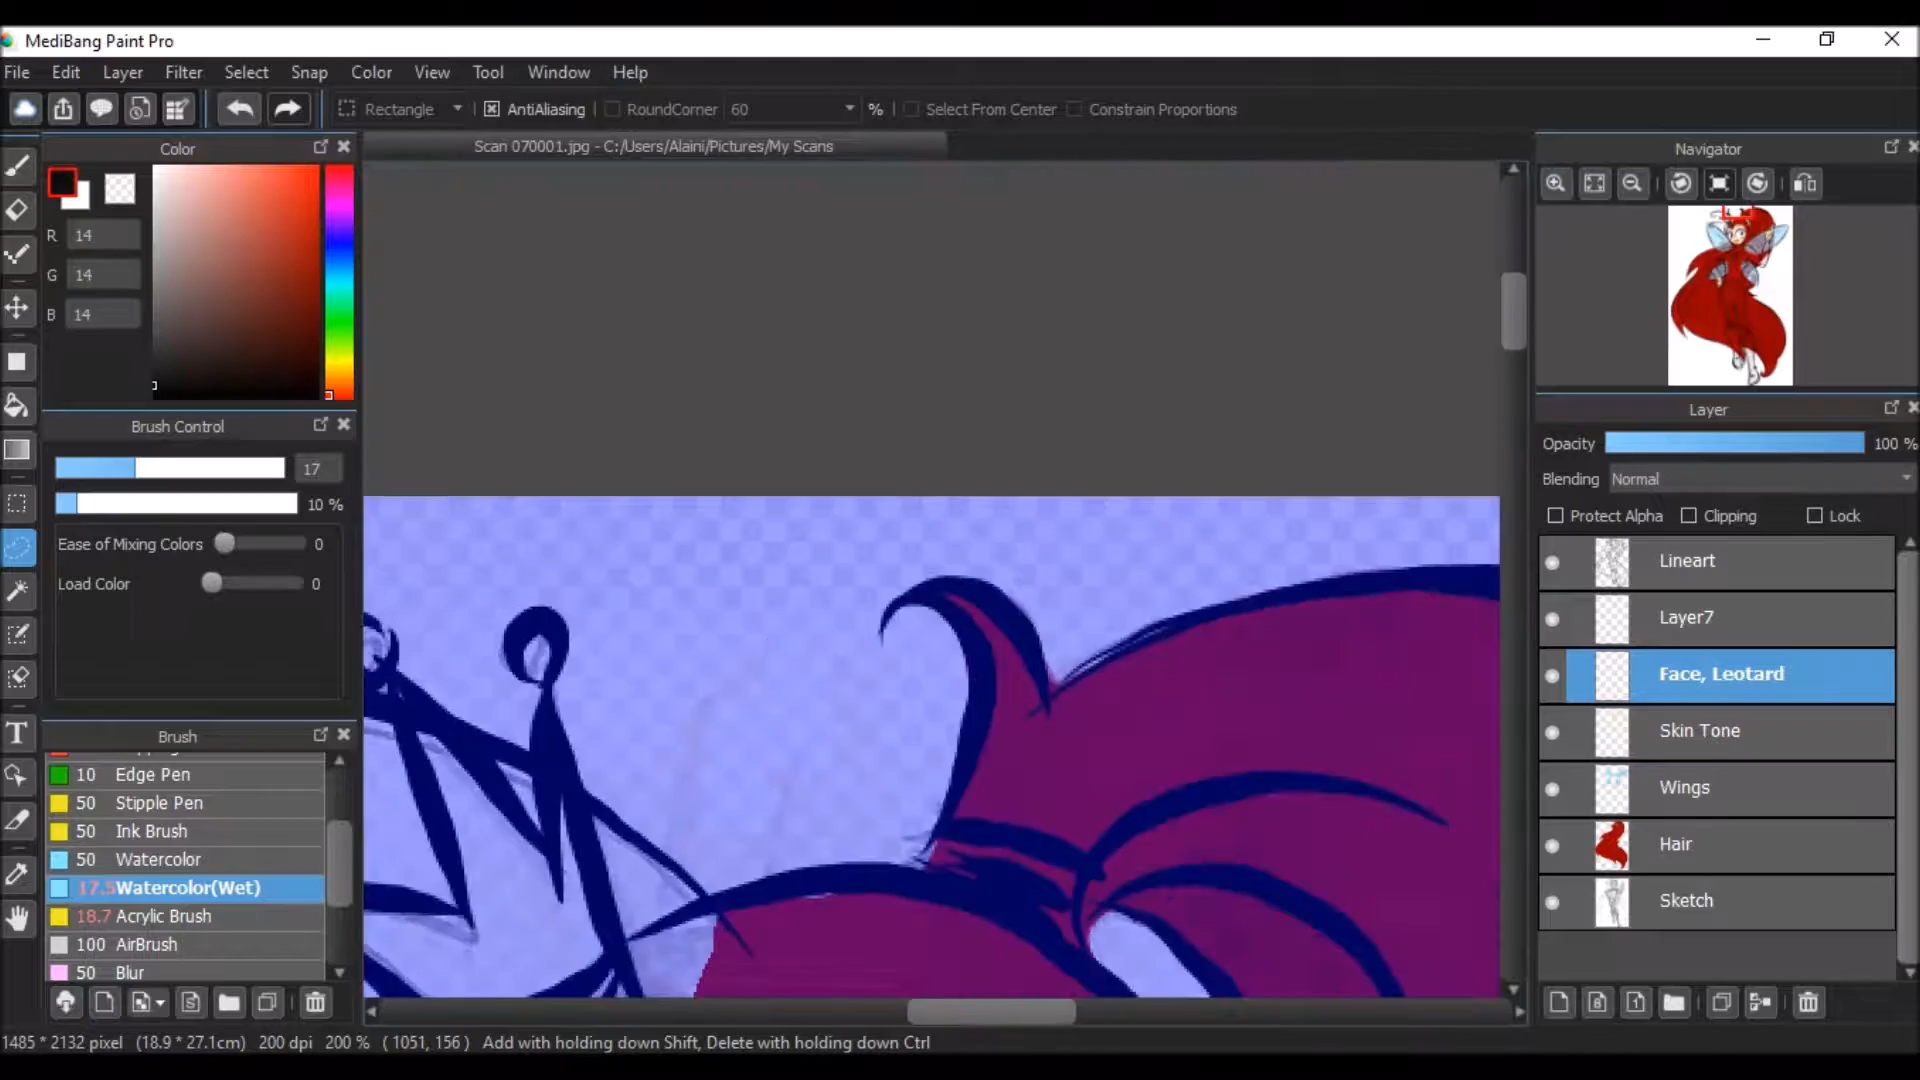 MediBang Paint Pro
File Edit Layer Filter Select Snap Color View Tool Window Help
Rectangle AntiAliasing RoundCorner 60 % Select From Center Constrain Proportions
Color
R 14
G 14
B 14
Brush Control
17
10 %
Ease of Mixing Colors 0
Load Color 0
Brush
10 Edge Pen
50 Stipple Pen
50 Ink Brush
50 Watercolor
17.5 Watercolor(Wet)
18.7 Acrylic Brush
100 AirBrush
50 Blur
Scan 070001.jpg - C:/Users/Alaini/Pictures/My Scans
Navigator
Layer
Opacity 100 %
Blending Normal
Protect Alpha Clipping Lock
Lineart
Layer7
Face, Leotard
Skin Tone
Wings
Hair
Sketch
1485 * 2132 pixel (18.9 * 27.1cm) 200 dpi 200 % ( 1051, 156 ) Add with holding down Shift, Delete with holding down Ctrl